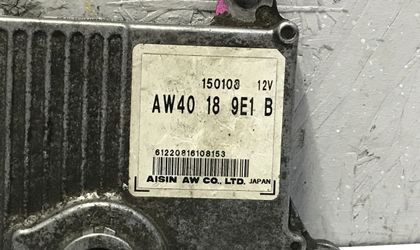 150108 12V
AW40 18 9E1 B
61220816108153
AISIN AW CO., LTD. JAPAN